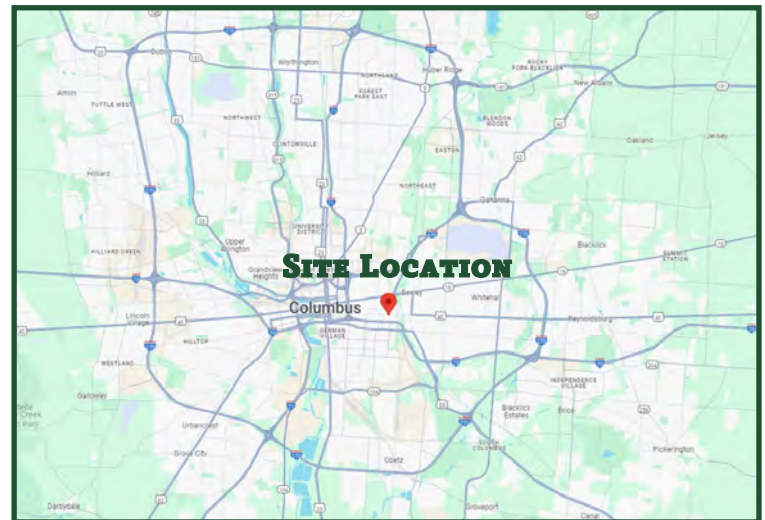 Dublin
Worthington
Huber Ridge
NORTHLAND
ROCKY
FORK-BLACKLICK
New Albany
Amlin
TUTTLE WEST
FOREST
PARK EAST
NORTHWEST
BLENDON
WOODS
CLINTONVILLE
EASTON
Oakland
Jersey
Hilliard
NORTHEAST
Gahanna
UNIVERSITY
DISTRICT
Upper
Arlington
HILLIARD GREEN
Blacklick
SUMMIT
STATION
SITE LOCATION
Grandview
Heights
Bexley
Whitehall
Columbus
Lincoln
Village
Reynoldsburg
HILLTOP
GERMAN
VILLAGE
WESTLAND
INDEPENDENCE
VILLAGE
Galloway
Blacklick
Estates
Brice
Urbancrest
Grove City
SOUTH
COLUMBUS
Obetz
Pickerington
Darbydale
Groveport
Canal